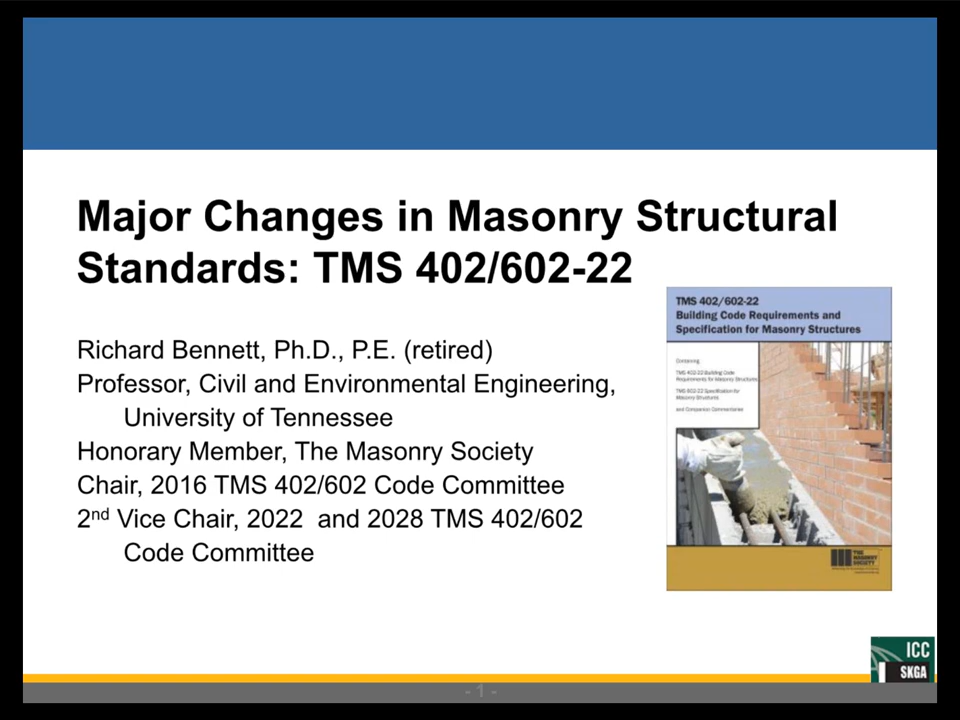 Major Changes in Masonry Structural
Standards: TMS 402/602-22
Richard Bennett, Ph.D., P.E. (retired)
Professor, Civil and Environmental Engineering,
University of Tennessee
Honorary Member, The Masonry Society
Chair, 2016 TMS 402/602 Code Committee
2nd Vice Chair, 2022 and 2028 TMS 402/602
Code Committee
TMS 402/602-22
Building Code Requirements and
Specification for Masonry Structures
Containing
TMS 402-22 Building Code
Requirements for Masonry Structures
TMS 602-22 Specification for
Masonry Structures
and Companion Commentaries
THE
MASONRY
SOCIETY
ICC
SKGA
- 1 -